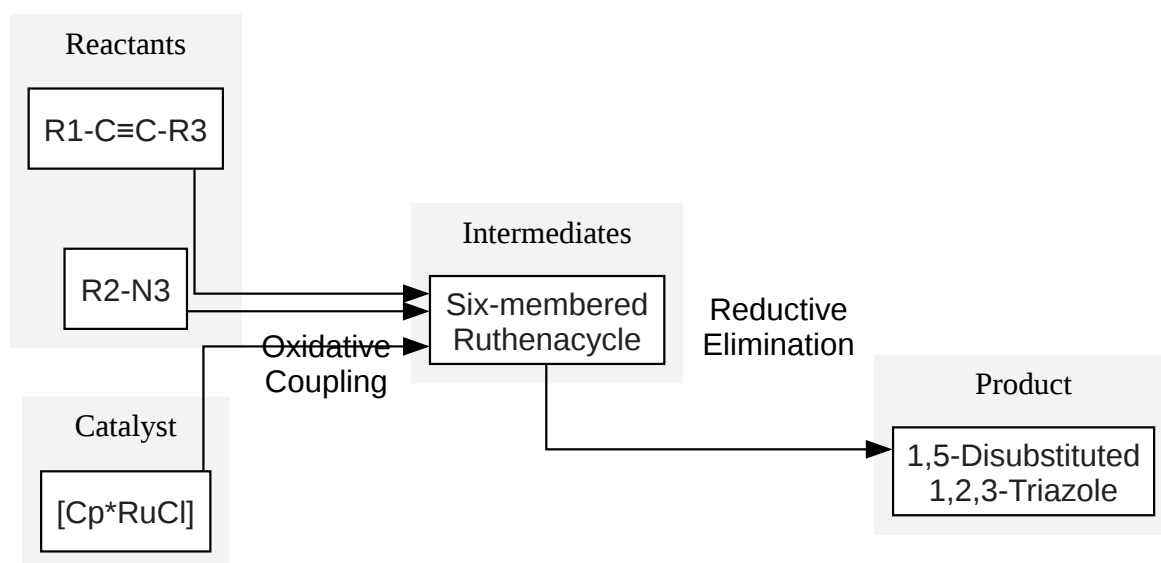 Reactants
R1-C≡C-R3
R2-N3
Oxidative
Coupling
Catalyst
[Cp*RuCl]
Intermediates
Six-membered
Ruthenacycle
Reductive
Elimination
Product
1,5-Disubstituted
1,2,3-Triazole